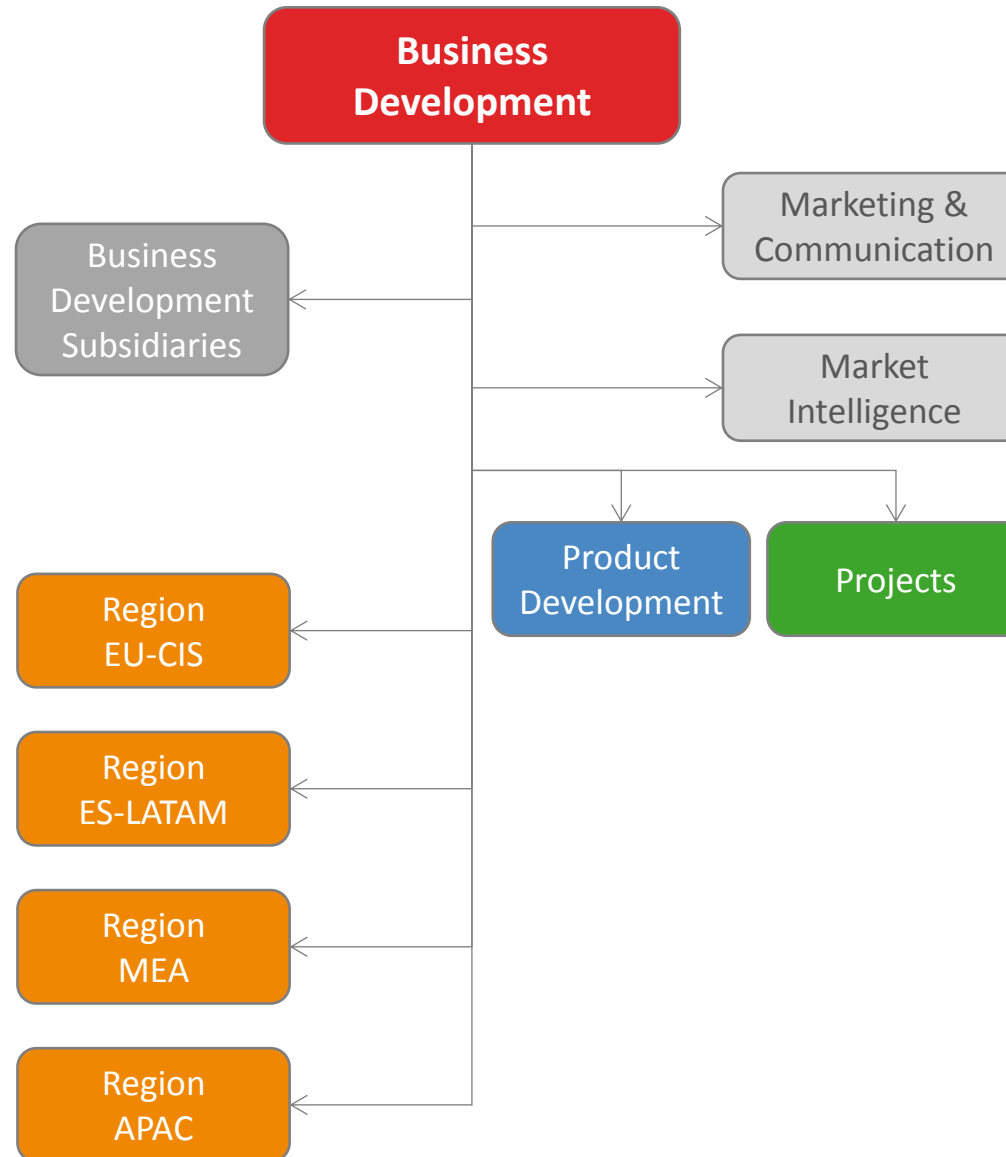 Business
Development
Marketing &
Communication
Business
Development
Subsidiaries
Market
Intelligence
Product
Development
Projects
Region
EU-CIS
Region
ES-LATAM
Region
MEA
Region
APAC